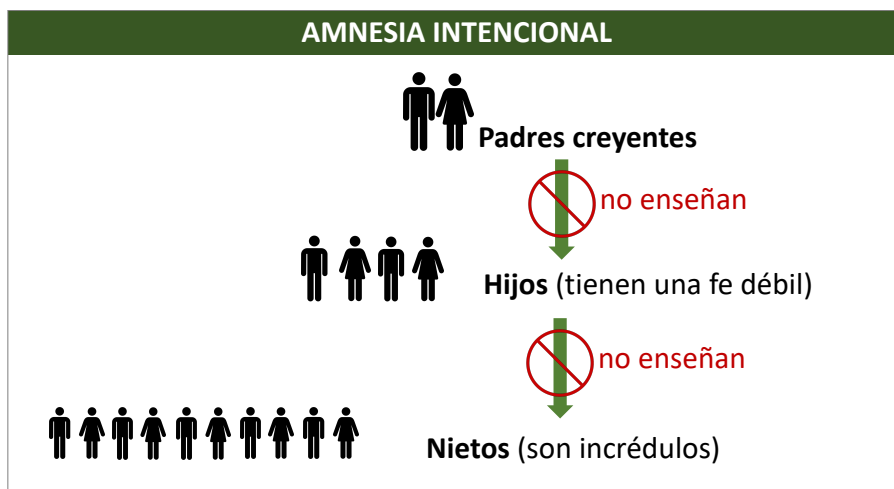 AMNESIA INTENCIONAL
Padres creyentes
no enseñan
Hijos (tienen una fe débil)
no enseñan
Nietos (son incrédulos)